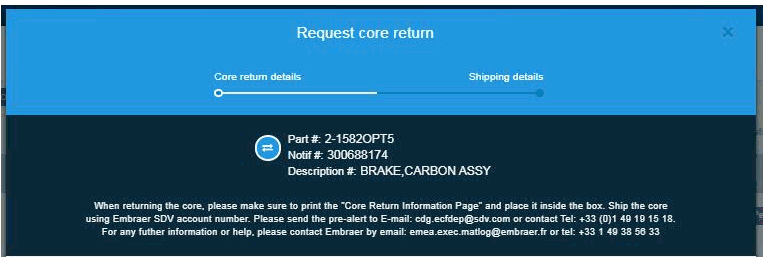 Request core return
×
Core return details
Shipping details
Part #: 2-1582OPT5
Notif #: 300688174
Description #: BRAKE,CARBON ASSY
When returning the core, please make sure to print the "Core Return Information Page" and place it inside the box. Ship the core
using Embraer SDV account number. Please send the pre-alert to E-mail: cdg.ecfdep@sdv.com or contact Tel: +33 (0)1 49 19 15 18.
For any futher information or help, please contact Embraer by email: emea.exec.matlog@embraer.fr or tel: +33 1 49 38 56 33